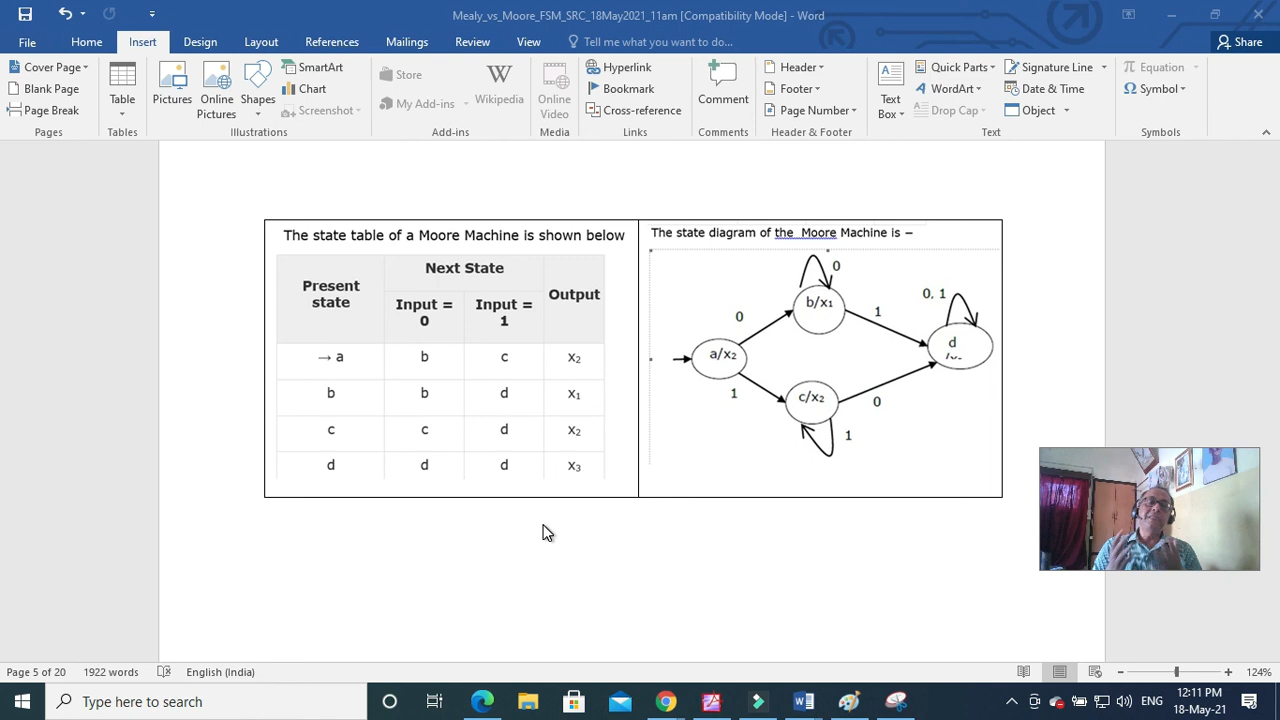 Mealy_vs_Moore_FSM_SRC_18May2021_11am [Compatibility Mode] - Word
File Home Insert Design Layout References Mailings Review View Tell me what you want to do... Share
Cover Page
Blank Page
Page Break
Pages
Table
Tables
Pictures
Online Pictures
Shapes
SmartArt
Chart
Screenshot
Illustrations
Store
My Add-ins
Wikipedia
Add-ins
Online Video
Media
Hyperlink
Bookmark
Cross-reference
Links
Comment
Comments
Header
Footer
Page Number
Header & Footer
Text Box
Quick Parts
WordArt
Drop Cap
Signature Line
Date & Time
Object
Text
Equation
Symbol
Symbols
The state table of a Moore Machine is shown below
Present state
Next State
Output
Input = 0
Input = 1
→ a b c x₂
b b d x₁
c c d x₂
d d d x₃
The state diagram of the Moore Machine is –
0
b/x₁
0, 1
0
1
d
a/x₂
1
c/x₂
0
1
Page 5 of 20 1922 words English (India) 124%
Type here to search
ENG
12:11 PM
18-May-21